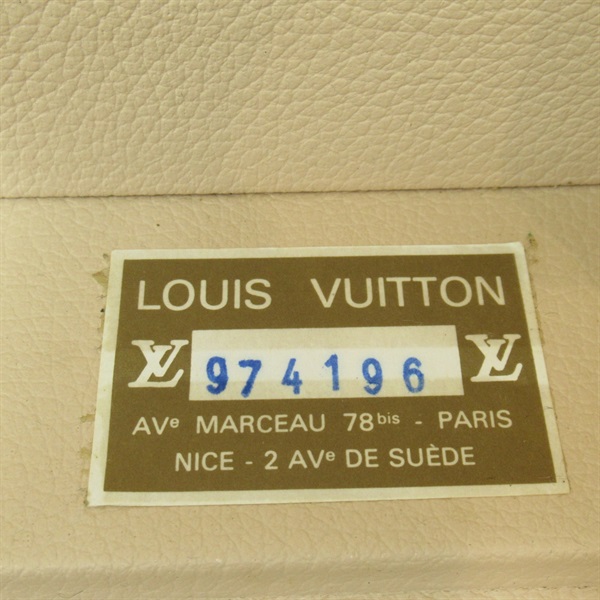 LOUIS VUITTON
LV 974196 LV
AVe MARCEAU 78bis - PARIS
NICE - 2 AVe DE SUÈDE